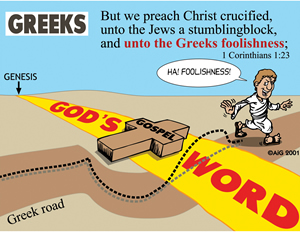 GREEKS
But we preach Christ crucified,
unto the Jews a stumblingblock,
and unto the Greeks foolishness;
1 Corinthians 1:23
GENESIS
HA! FOOLISHNESS!
GOD'S
GOSPEL
WORD
©AiG 2001
Greek road